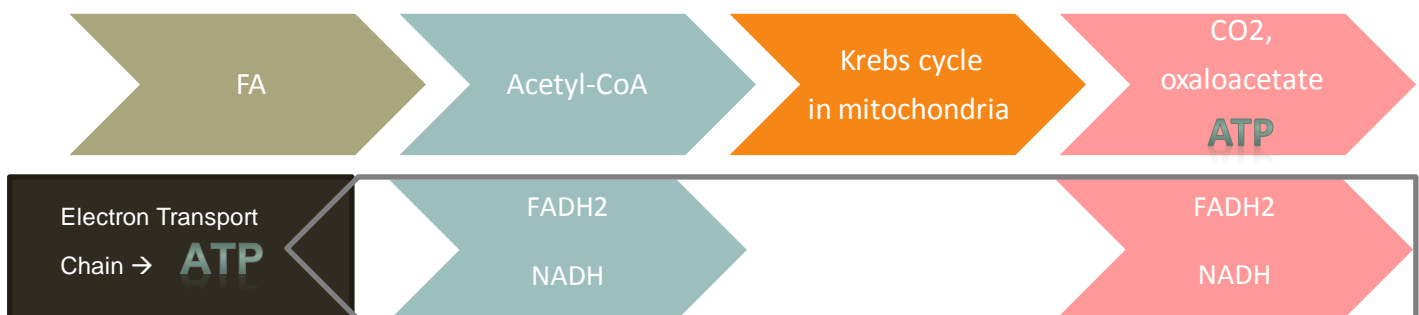 FA
Acetyl-CoA
Krebs cycle
in mitochondria
CO2,
oxaloacetate
ATP
Electron Transport
Chain → ATP
FADH2
NADH
FADH2
NADH